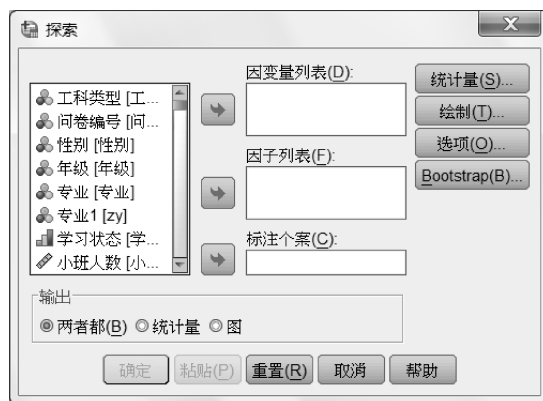 探索
工科类型 [工...
问卷编号 [问...
性别 [性别]
年级 [年级]
专业 [专业]
专业1 [zy]
学习状态 [学...
小班人数 [小...
因变量列表(D):
因子列表(F):
标注个案(C):
统计量(S)...
绘制(T)...
选项(O)...
Bootstrap(B)...
输出
两者都(B) 统计量 图
确定 粘贴(P) 重置(R) 取消 帮助